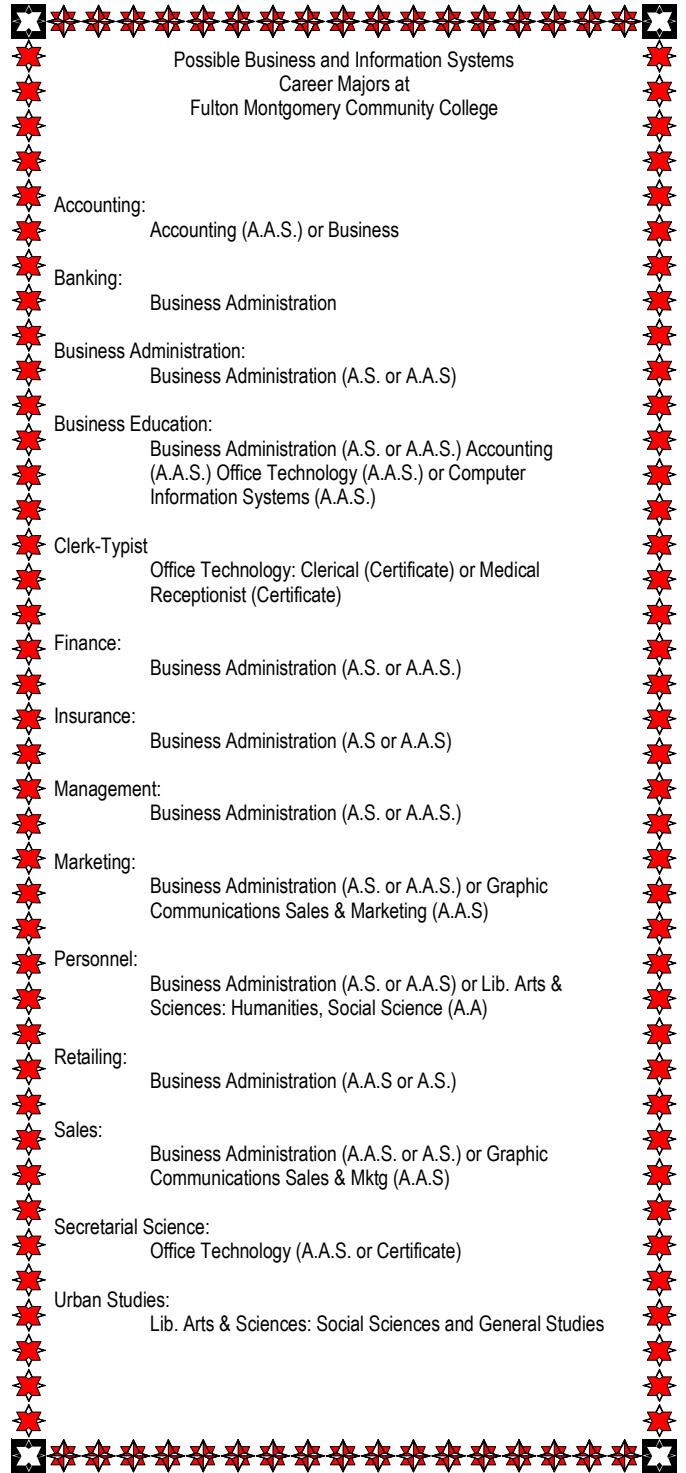 Possible Business and Information Systems
Career Majors at
Fulton Montgomery Community College
Accounting:
Accounting (A.A.S.) or Business
Banking:
Business Administration
Business Administration:
Business Administration (A.S. or A.A.S)
Business Education:
Business Administration (A.S. or A.A.S.) Accounting
(A.A.S.) Office Technology (A.A.S.) or Computer
Information Systems (A.A.S.)
Clerk-Typist
Office Technology: Clerical (Certificate) or Medical
Receptionist (Certificate)
Finance:
Business Administration (A.S. or A.A.S.)
Insurance:
Business Administration (A.S or A.A.S)
Management:
Business Administration (A.S. or A.A.S.)
Marketing:
Business Administration (A.S. or A.A.S.) or Graphic
Communications Sales & Marketing (A.A.S)
Personnel:
Business Administration (A.S. or A.A.S) or Lib. Arts &
Sciences: Humanities, Social Science (A.A)
Retailing:
Business Administration (A.A.S or A.S.)
Sales:
Business Administration (A.A.S. or A.S.) or Graphic
Communications Sales & Mktg (A.A.S)
Secretarial Science:
Office Technology (A.A.S. or Certificate)
Urban Studies:
Lib. Arts & Sciences: Social Sciences and General Studies